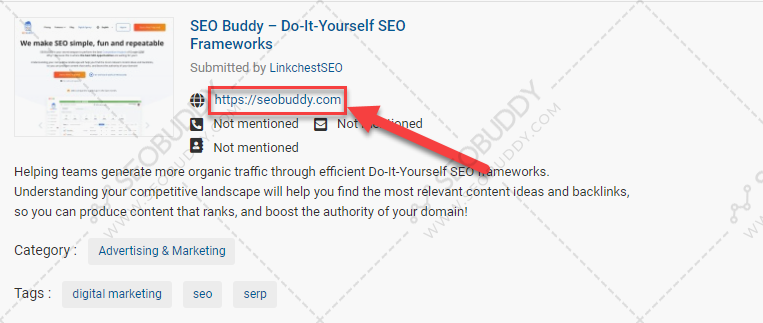 SEO Buddy – Do-It-Yourself SEO
Frameworks
We make SEO simple, fun and repeatable
Submitted by LinkchestSEO
https://seobuddy.com
Not mentioned Not mentioned
Not mentioned
Helping teams generate more organic traffic through efficient Do-It-Yourself SEO frameworks.
Understanding your competitive landscape will help you find the most relevant content ideas and backlinks,
so you can produce content that ranks, and boost the authority of your domain!
Category : Advertising & Marketing
Tags : digital marketing seo serp
SEOBUDDY
WWW.SEOBUDDY.COM
SEOBUDDY
WWW.SEOBUDDY.COM